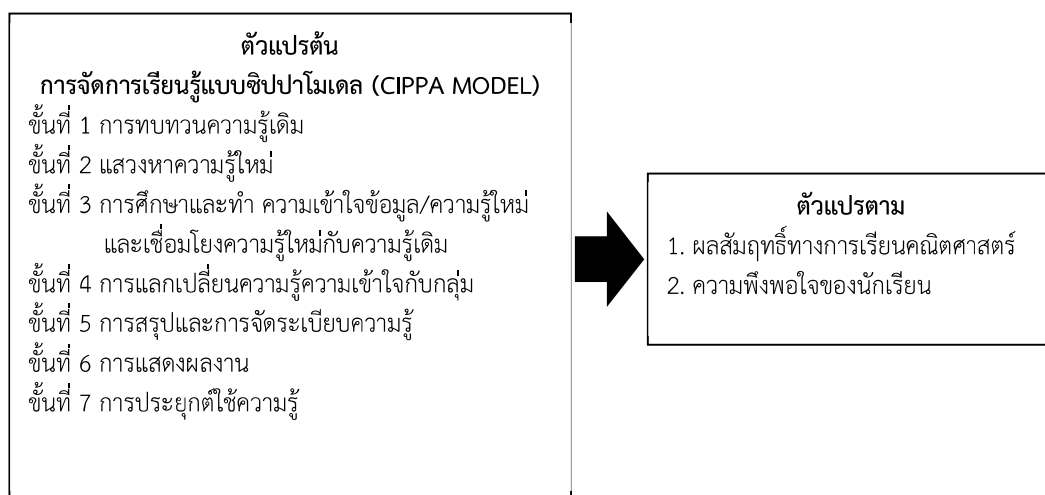 ตัวแปรต้น
การจัดการเรียนรู้แบบซิปปาโมเดล (CIPPA MODEL)
ขั้นที่ 1 การทบทวนความรู้เดิม
ขั้นที่ 2 แสวงหาความรู้ใหม่
ขั้นที่ 3 การศึกษาและทำ ความเข้าใจข้อมูล/ความรู้ใหม่
และเชื่อมโยงความรู้ใหม่กับความรู้เดิม
ขั้นที่ 4 การแลกเปลี่ยนความรู้ความเข้าใจกับกลุ่ม
ขั้นที่ 5 การสรุปและการจัดระเบียบความรู้
ขั้นที่ 6 การแสดงผลงาน
ขั้นที่ 7 การประยุกต์ใช้ความรู้
ตัวแปรตาม
1. ผลสัมฤทธิ์ทางการเรียนคณิตศาสตร์
2. ความพึงพอใจของนักเรียน